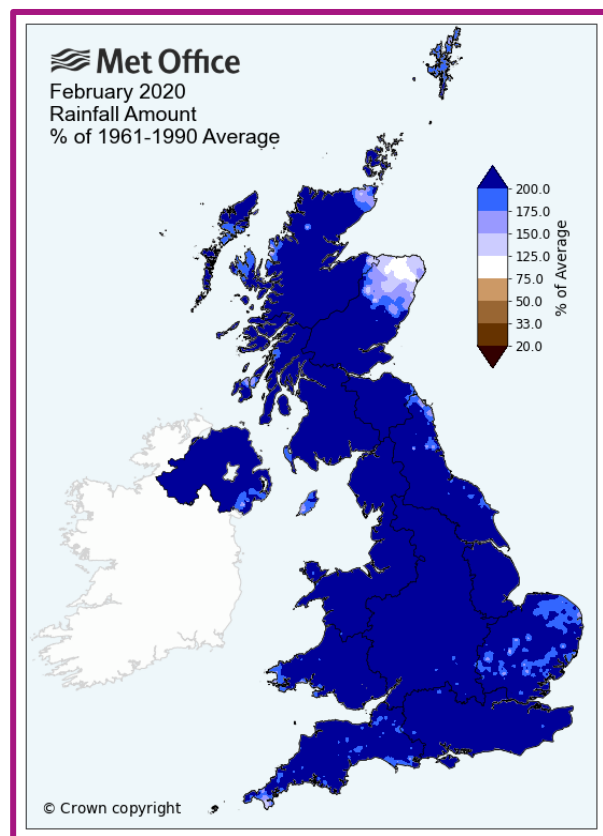 Met Office
February 2020
Rainfall Amount
% of 1961-1990 Average
200.0
175.0
150.0
125.0
75.0
50.0
33.0
20.0
% of Average
© Crown copyright